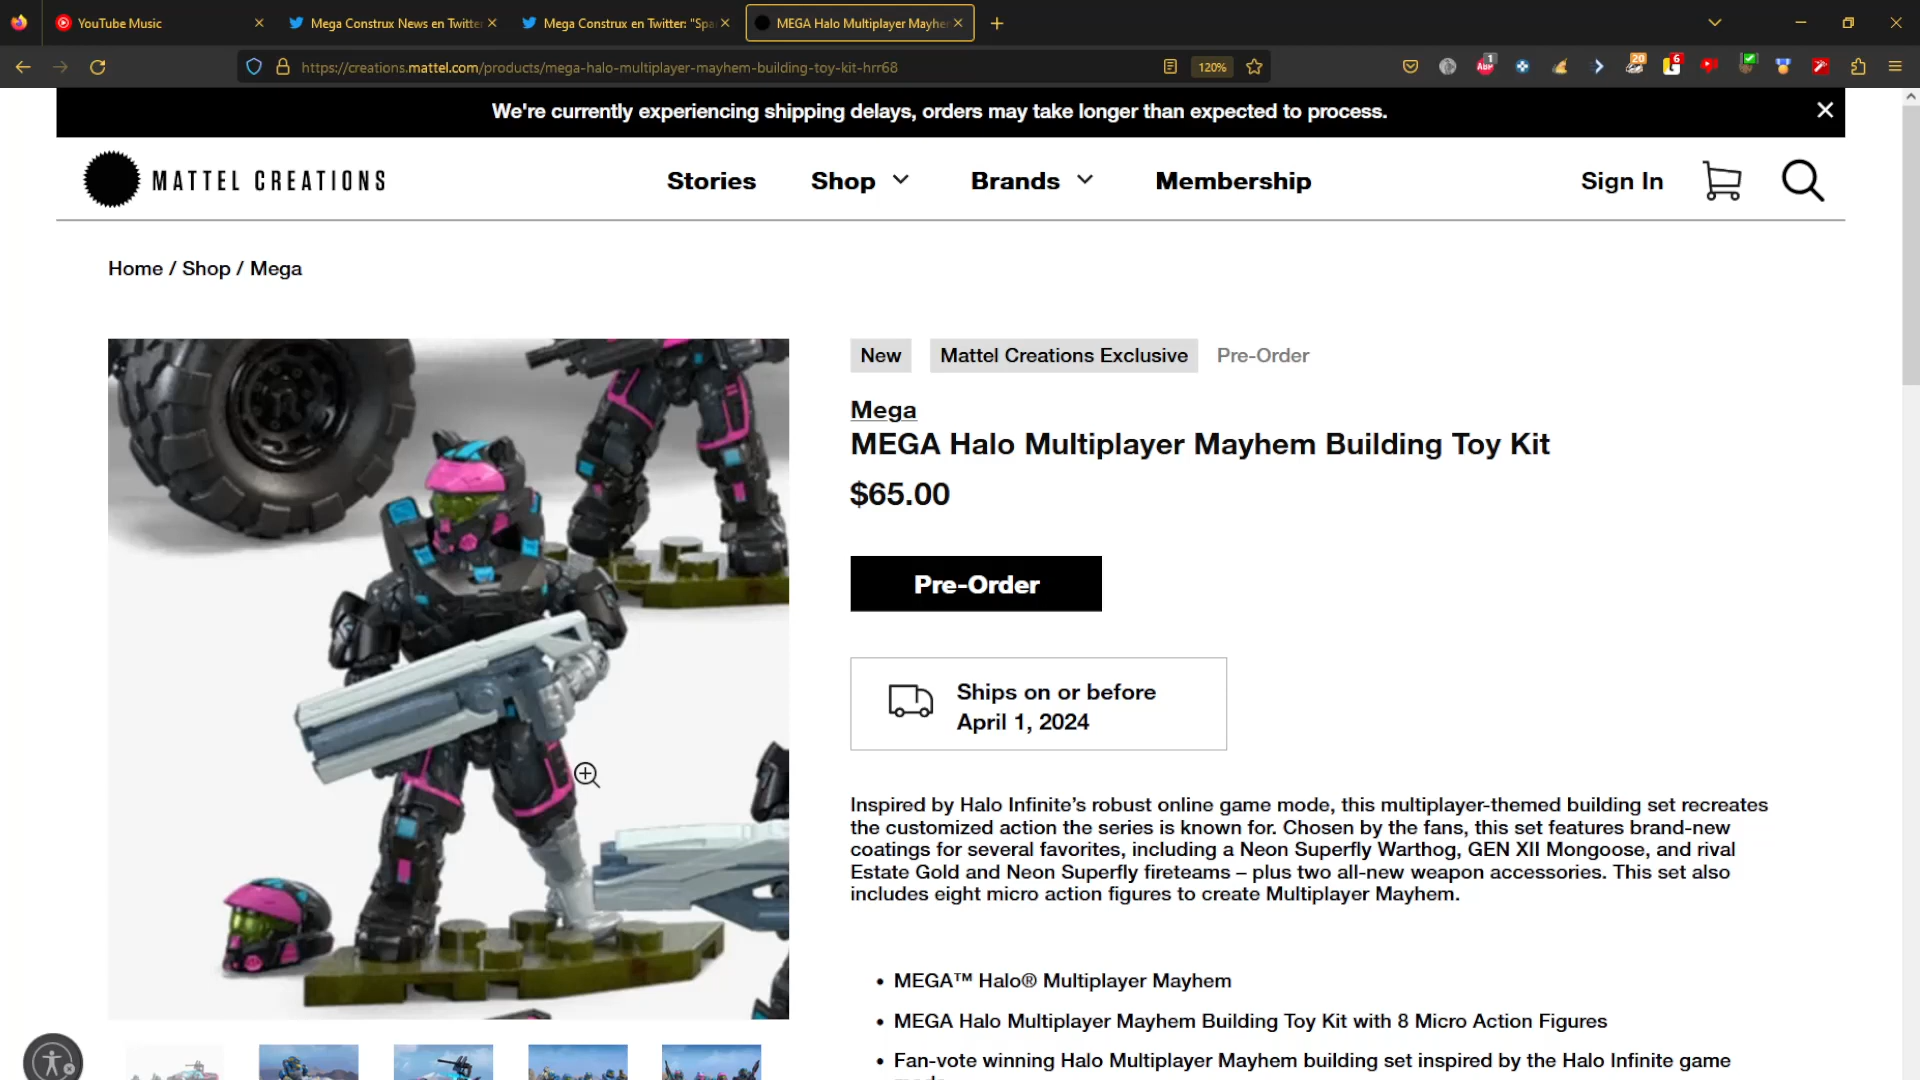 YouTube Music
Mega Construx News en Twitte
Mega Construx en Twitter: "Spa
MEGA Halo Multiplayer Mayhe
https://creations.mattel.com/products/mega-halo-multiplayer-mayhem-building-toy-kit-hrr68
120%
1
ABP
20
6
We're currently experiencing shipping delays, orders may take longer than expected to process.
MATTEL CREATIONS
Stories
Shop
Brands
Membership
Sign In
Home / Shop / Mega
New
Mattel Creations Exclusive
Pre-Order
Mega
MEGA Halo Multiplayer Mayhem Building Toy Kit
$65.00
Pre-Order
Ships on or before
April 1, 2024
Inspired by Halo Infinite’s robust online game mode, this multiplayer-themed building set recreates
the customized action the series is known for. Chosen by the fans, this set features brand-new
coatings for several favorites, including a Neon Superfly Warthog, GEN XII Mongoose, and rival
Estate Gold and Neon Superfly fireteams – plus two all-new weapon accessories. This set also
includes eight micro action figures to create Multiplayer Mayhem.
• MEGA™ Halo® Multiplayer Mayhem
• MEGA Halo Multiplayer Mayhem Building Toy Kit with 8 Micro Action Figures
• Fan-vote winning Halo Multiplayer Mayhem building set inspired by the Halo Infinite game